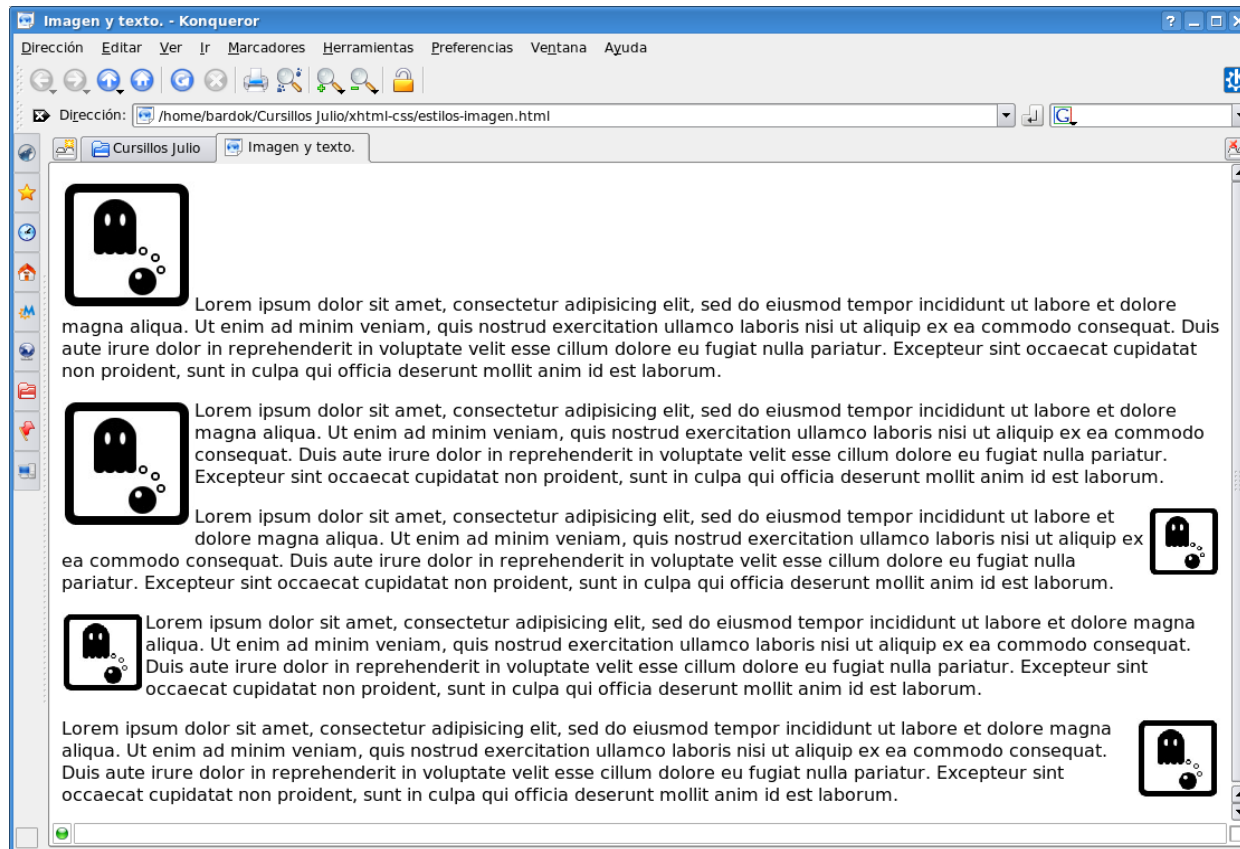 Imagen y texto. - Konqueror
Dirección Editar Ver Ir Marcadores Herramientas Preferencias Ventana Ayuda
Dirección: /home/bardok/Cursillos Julio/xhtml-css/estilos-imagen.html
Cursillos Julio Imagen y texto.
Lorem ipsum dolor sit amet, consectetur adipisicing elit, sed do eiusmod tempor incididunt ut labore et dolore
magna aliqua. Ut enim ad minim veniam, quis nostrud exercitation ullamco laboris nisi ut aliquip ex ea commodo consequat. Duis
aute irure dolor in reprehenderit in voluptate velit esse cillum dolore eu fugiat nulla pariatur. Excepteur sint occaecat cupidatat
non proident, sunt in culpa qui officia deserunt mollit anim id est laborum.
Lorem ipsum dolor sit amet, consectetur adipisicing elit, sed do eiusmod tempor incididunt ut labore et dolore
magna aliqua. Ut enim ad minim veniam, quis nostrud exercitation ullamco laboris nisi ut aliquip ex ea commodo
consequat. Duis aute irure dolor in reprehenderit in voluptate velit esse cillum dolore eu fugiat nulla pariatur.
Excepteur sint occaecat cupidatat non proident, sunt in culpa qui officia deserunt mollit anim id est laborum.
Lorem ipsum dolor sit amet, consectetur adipisicing elit, sed do eiusmod tempor incididunt ut labore et
dolore magna aliqua. Ut enim ad minim veniam, quis nostrud exercitation ullamco laboris nisi ut aliquip ex
ea commodo consequat. Duis aute irure dolor in reprehenderit in voluptate velit esse cillum dolore eu fugiat nulla
pariatur. Excepteur sint occaecat cupidatat non proident, sunt in culpa qui officia deserunt mollit anim id est laborum.
Lorem ipsum dolor sit amet, consectetur adipisicing elit, sed do eiusmod tempor incididunt ut labore et dolore magna
aliqua. Ut enim ad minim veniam, quis nostrud exercitation ullamco laboris nisi ut aliquip ex ea commodo consequat.
Duis aute irure dolor in reprehenderit in voluptate velit esse cillum dolore eu fugiat nulla pariatur. Excepteur sint
occaecat cupidatat non proident, sunt in culpa qui officia deserunt mollit anim id est laborum.
Lorem ipsum dolor sit amet, consectetur adipisicing elit, sed do eiusmod tempor incididunt ut labore et dolore magna
aliqua. Ut enim ad minim veniam, quis nostrud exercitation ullamco laboris nisi ut aliquip ex ea commodo consequat.
Duis aute irure dolor in reprehenderit in voluptate velit esse cillum dolore eu fugiat nulla pariatur. Excepteur sint
occaecat cupidatat non proident, sunt in culpa qui officia deserunt mollit anim id est laborum.